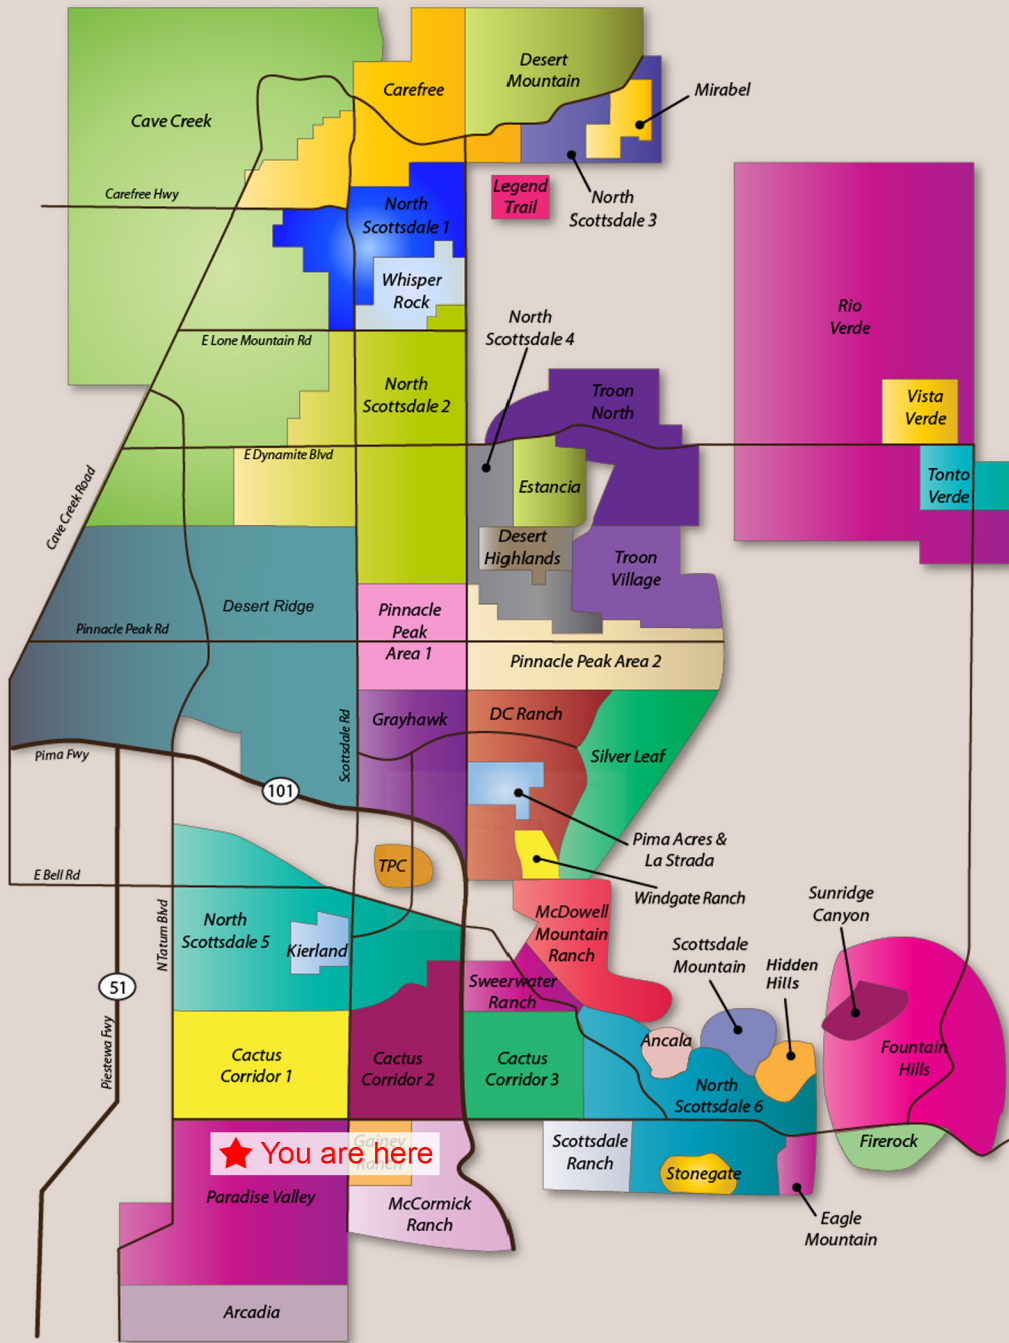 Cave Creek
Carefree
Desert
Mountain
Mirabel
Carefree Hwy
North
Scottsdale 1
Legend
Trail
North
Scottsdale 3
Whisper
Rock
Rio
Verde
North
Scottsdale 4
E Lone Mountain Rd
North
Scottsdale 2
Troon
North
Vista
Verde
E Dynamite Blvd
Estancia
Tonto
Verde
Cave Creek Road
Desert
Highlands
Troon
Village
Desert Ridge
Pinnacle
Peak
Area 1
Pinnacle Peak Rd
Pinnacle Peak Area 2
Scottsdale Rd
Grayhawk
DC Ranch
Silver Leaf
Pima Fwy
101
Pima Acres &
La Strada
TPC
Windgate Ranch
E Bell Rd
N Tatum Blvd
North
Scottsdale 5
Kierland
McDowell
Mountain
Ranch
Sunridge
Canyon
Scottsdale
Mountain
Hidden
Hills
51
Piestewa Fwy
Sweerwater
Ranch
Ancala
Fountain
Hills
Cactus
Corridor 1
Cactus
Corridor 2
Cactus
Corridor 3
North
Scottsdale 6
Gainey
Ranch
You are here
Scottsdale
Ranch
Stonegate
Firerock
Paradise Valley
McCormick
Ranch
Eagle
Mountain
Arcadia